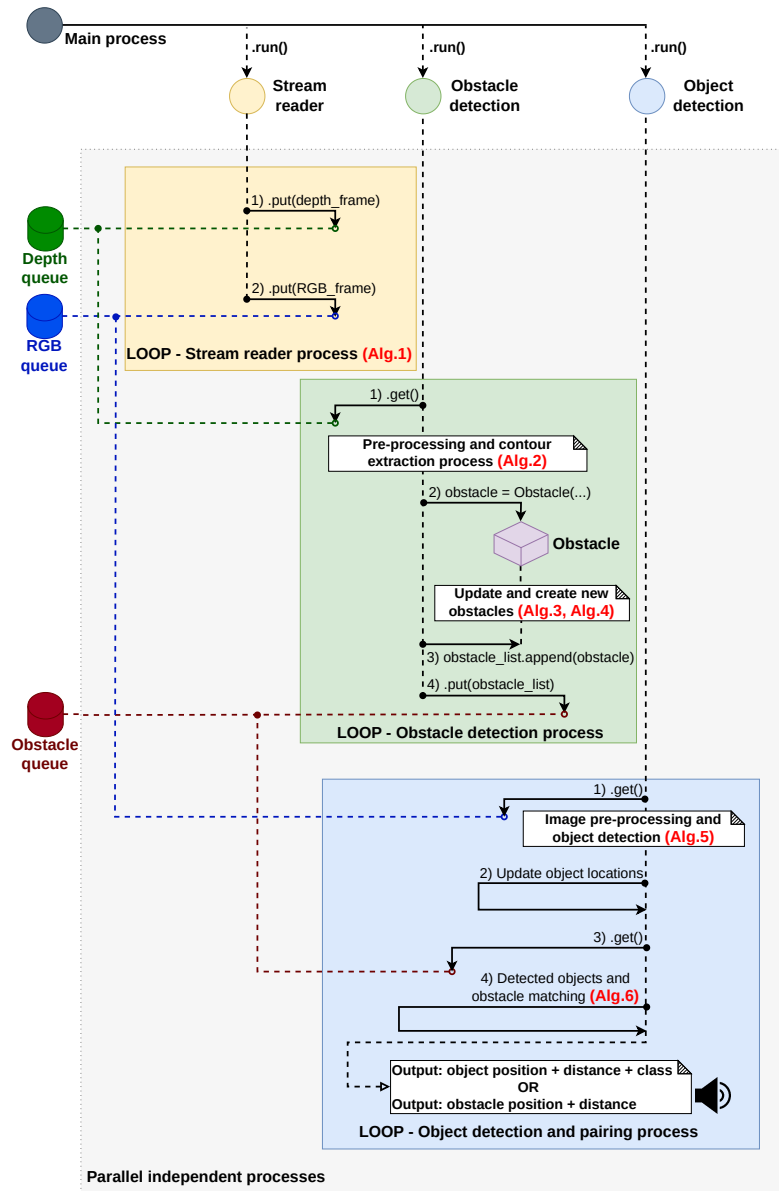 Main process
.run()
.run()
.run()
Stream
reader
Obstacle
detection
Object
detection
1) .put(depth_frame)
Depth
queue
2) .put(RGB_frame)
RGB
queue
LOOP - Stream reader process (Alg.1)
1) .get()
Pre-processing and contour
extraction process (Alg.2)
2) obstacle = Obstacle(...)
Obstacle
Update and create new
obstacles (Alg.3, Alg.4)
3) obstacle_list.append(obstacle)
4) .put(obstacle_list)
Obstacle
queue
LOOP - Obstacle detection process
1) .get()
Image pre-processing and
object detection (Alg.5)
2) Update object locations
3) .get()
4) Detected objects and
obstacle matching (Alg.6)
Output: object position + distance + class
OR
Output: obstacle position + distance
LOOP - Object detection and pairing process
Parallel independent processes